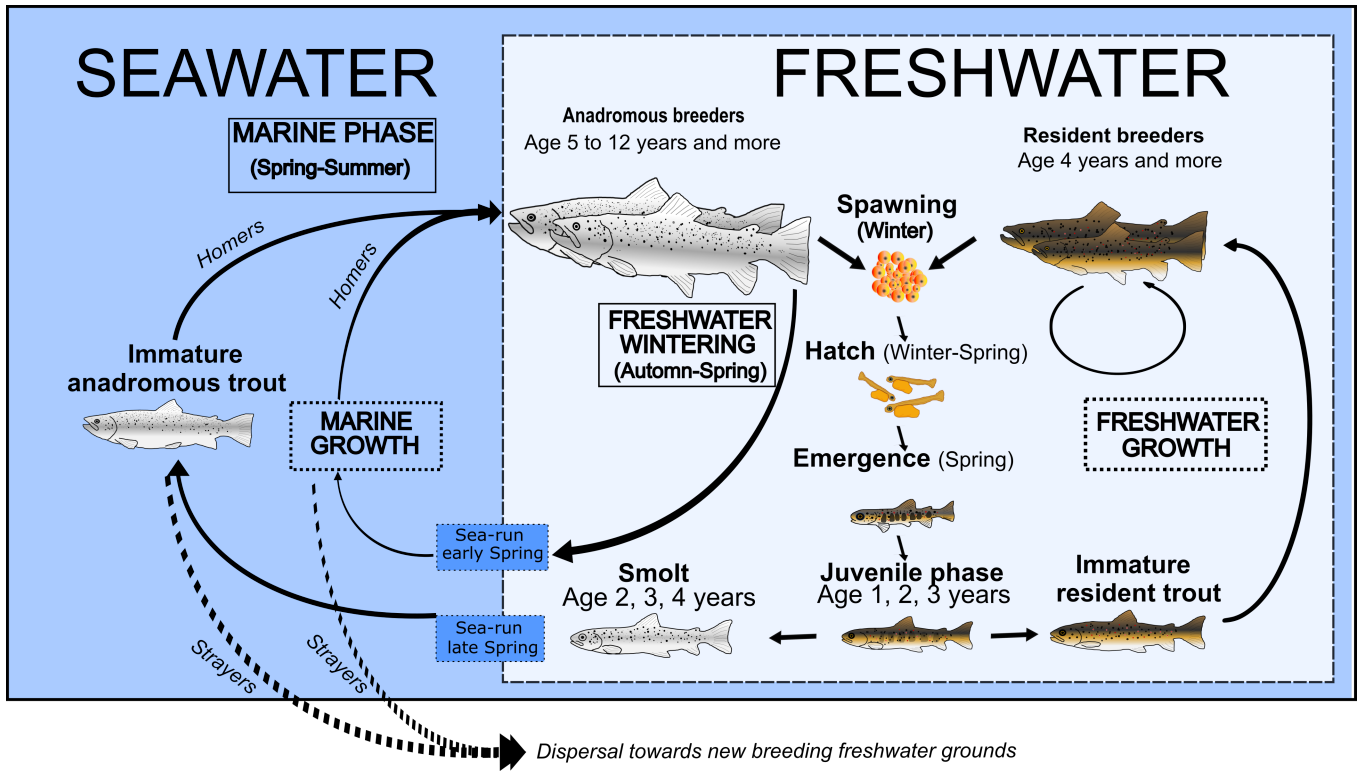 SEAWATER
FRESHWATER
MARINE PHASE
(Spring-Summer)
Anadromous breeders
Age 5 to 12 years and more
Resident breeders
Age 4 years and more
Spawning
(Winter)
Homers
Homers
FRESHWATER
WINTERING
(Automn-Spring)
Hatch (Winter-Spring)
Immature
anadromous trout
MARINE
GROWTH
FRESHWATER
GROWTH
Emergence (Spring)
Sea-run
early Spring
Smolt
Age 2, 3, 4 years
Juvenile phase
Age 1, 2, 3 years
Immature
resident trout
Sea-run
late Spring
Strayers
Strayers
Dispersal towards new breeding freshwater grounds